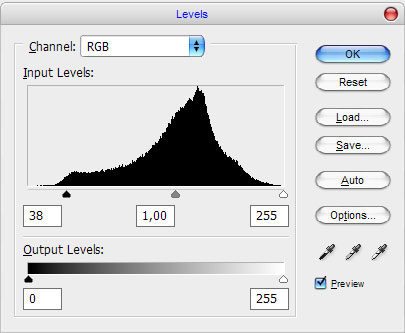 Levels
Channel: RGB
OK
Input Levels:
Reset
Load...
Save...
Auto
38 1,00 255
Options...
Output Levels:
Preview
0 255